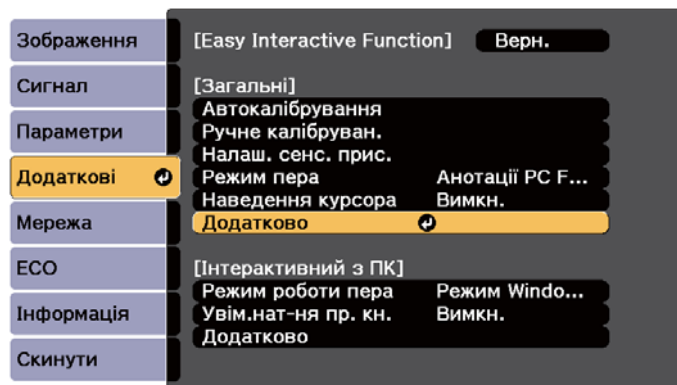 Зображення
Сигнал
Параметри
Додаткові
Мережа
ECO
Інформація
Скинути
[Easy Interactive Function] Верн.
[Загальні]
Автокалібрування
Ручне калібруван.
Налаш. сенс. прис.
Режим пера Анотації PC F...
Наведення курсора Вимкн.
Додатково
[Інтерактивний з ПК]
Режим роботи пера Режим Windo...
Увім.нат-ня пр. кн. Вимкн.
Додатково